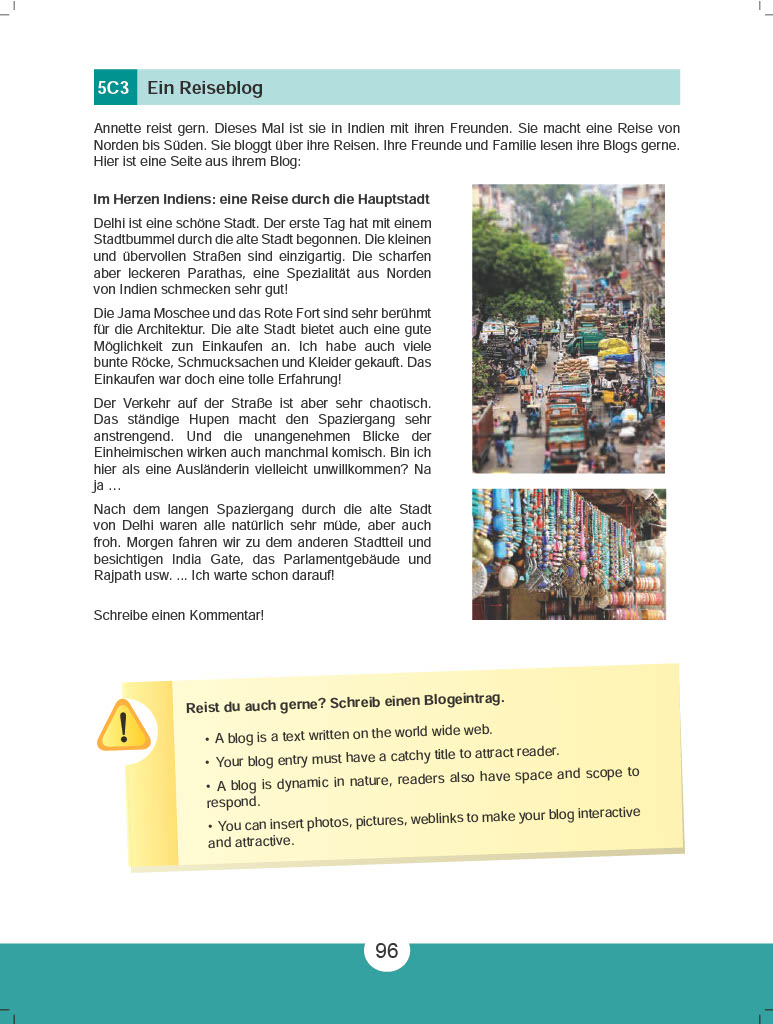 5C3 Ein Reiseblog
Annette reist gern. Dieses Mal ist sie in Indien mit ihren Freunden. Sie macht eine Reise von
Norden bis Süden. Sie bloggt über ihre Reisen. Ihre Freunde und Familie lesen ihre Blogs gerne.
Hier ist eine Seite aus ihrem Blog:
Im Herzen Indiens: eine Reise durch die Hauptstadt
Delhi ist eine schöne Stadt. Der erste Tag hat mit einem
Stadtbummel durch die alte Stadt begonnen. Die kleinen
und übervollen Straßen sind einzigartig. Die scharfen
aber leckeren Parathas, eine Spezialität aus Norden
von Indien schmecken sehr gut!
Die Jama Moschee und das Rote Fort sind sehr berühmt
für die Architektur. Die alte Stadt bietet auch eine gute
Möglichkeit zun Einkaufen an. Ich habe auch viele
bunte Röcke, Schmucksachen und Kleider gekauft. Das
Einkaufen war doch eine tolle Erfahrung!
Der Verkehr auf der Straße ist aber sehr chaotisch.
Das ständige Hupen macht den Spaziergang sehr
anstrengend. Und die unangenehmen Blicke der
Einheimischen wirken auch manchmal komisch. Bin ich
hier als eine Ausländerin vielleicht unwillkommen? Na
ja …
Nach dem langen Spaziergang durch die alte Stadt
von Delhi waren alle natürlich sehr müde, aber auch
froh. Morgen fahren wir zu dem anderen Stadtteil und
besichtigen India Gate, das Parlamentgebäude und
Rajpath usw. ... Ich warte schon darauf!
Schreibe einen Kommentar!
Reist du auch gerne? Schreib einen Blogeintrag.
• A blog is a text written on the world wide web.
• Your blog entry must have a catchy title to attract reader.
• A blog is dynamic in nature, readers also have space and scope to
respond.
• You can insert photos, pictures, weblinks to make your blog interactive
and attractive.
96